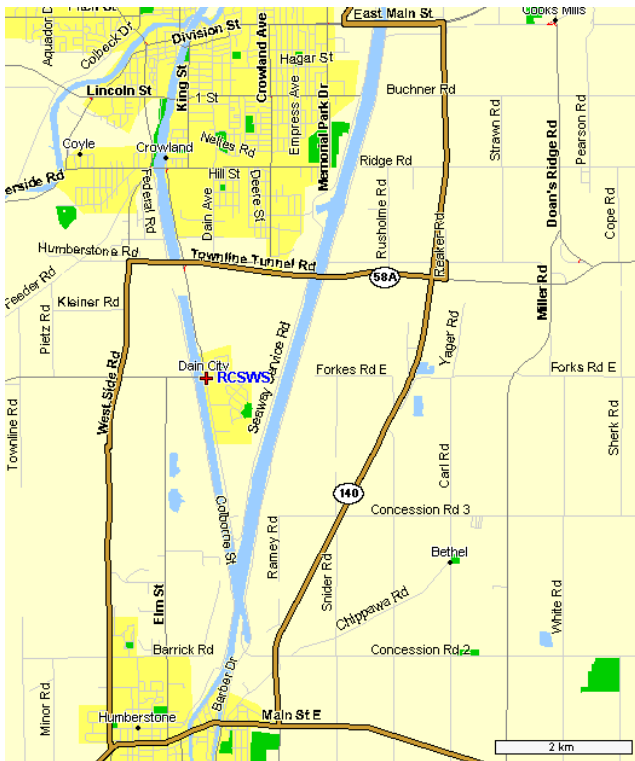 East Main St
Cooks Mills
Aquador D
Colbeck Dr
Division St
Crowland Ave
Hagar St
Buchner Rd
Lincoln St
King St
1 St
Empress Ave
Memorial Park Dr
Strawn Rd
Pearson Rd
Coyle
Crowland
Nelles Rd
Ridge Rd
Doan's Ridge Rd
erside Rd
Federal Rd
Hill St
Dain Ave
Deere St
Rusholme Rd
Reaker Rd
Cope Rd
Humberstone Rd
Townline Tunnel Rd
58A
Feeder Rd
Kleiner Rd
Miller Rd
Pietz Rd
Seaway Service Rd
Yager Rd
West Side Rd
Dain City
RCSWS
Forkes Rd E
Forks Rd E
Townline Rd
Sherk Rd
Carl Rd
140
Colborne St
Concession Rd 3
Ramey Rd
Bethel
Snider Rd
Elm St
Chippawa Rd
White Rd
Barrick Rd
Concession Rd 2
Barber Dr
Minor Rd
Humberstone
Main St E
2 km